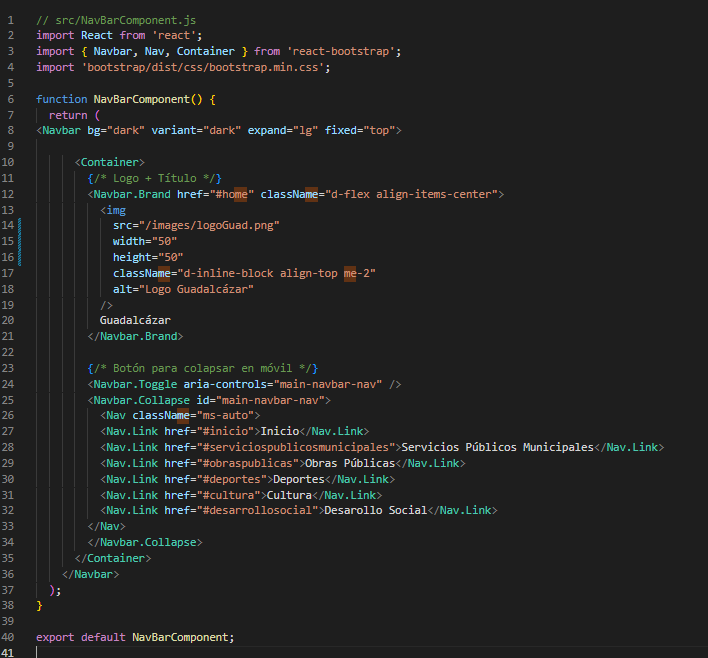 1 // src/NavBarComponent.js
2 import React from 'react';
3 import { Navbar, Nav, Container } from 'react-bootstrap';
4 import 'bootstrap/dist/css/bootstrap.min.css';
5
6 function NavBarComponent() {
7 return (
8 <Navbar bg="dark" variant="dark" expand="lg" fixed="top">
9
10 <Container>
11 {/* Logo + Título */}
12 <Navbar.Brand href="#home" className="d-flex align-items-center">
13 <img
14 src="/images/logoGuad.png"
15 width="50"
16 height="50"
17 className="d-inline-block align-top me-2"
18 alt="Logo Guadalcázar"
19 />
20 Guadalcázar
21 </Navbar.Brand>
22
23 {/* Botón para colapsar en móvil */}
24 <Navbar.Toggle aria-controls="main-navbar-nav" />
25 <Navbar.Collapse id="main-navbar-nav">
26 <Nav className="ms-auto">
27 <Nav.Link href="#inicio">Inicio</Nav.Link>
28 <Nav.Link href="#serviciospublicosmunicipales">Servicios Públicos Municipales</Nav.Link>
29 <Nav.Link href="#obraspublicas">Obras Públicas</Nav.Link>
30 <Nav.Link href="#deportes">Deportes</Nav.Link>
31 <Nav.Link href="#cultura">Cultura</Nav.Link>
32 <Nav.Link href="#desarrollosocial">Desarollo Social</Nav.Link>
33 </Nav>
34 </Navbar.Collapse>
35 </Container>
36 </Navbar>
37 );
38 }
39
40 export default NavBarComponent;
41